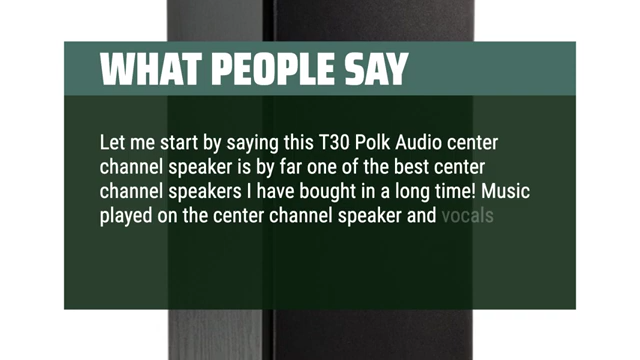 WHAT PEOPLE SAY
Let me start by saying this T30 Polk Audio center
channel speaker is by far one of the best center
channel speakers I have bought in a long time! Music
played on the center channel speaker and vocals